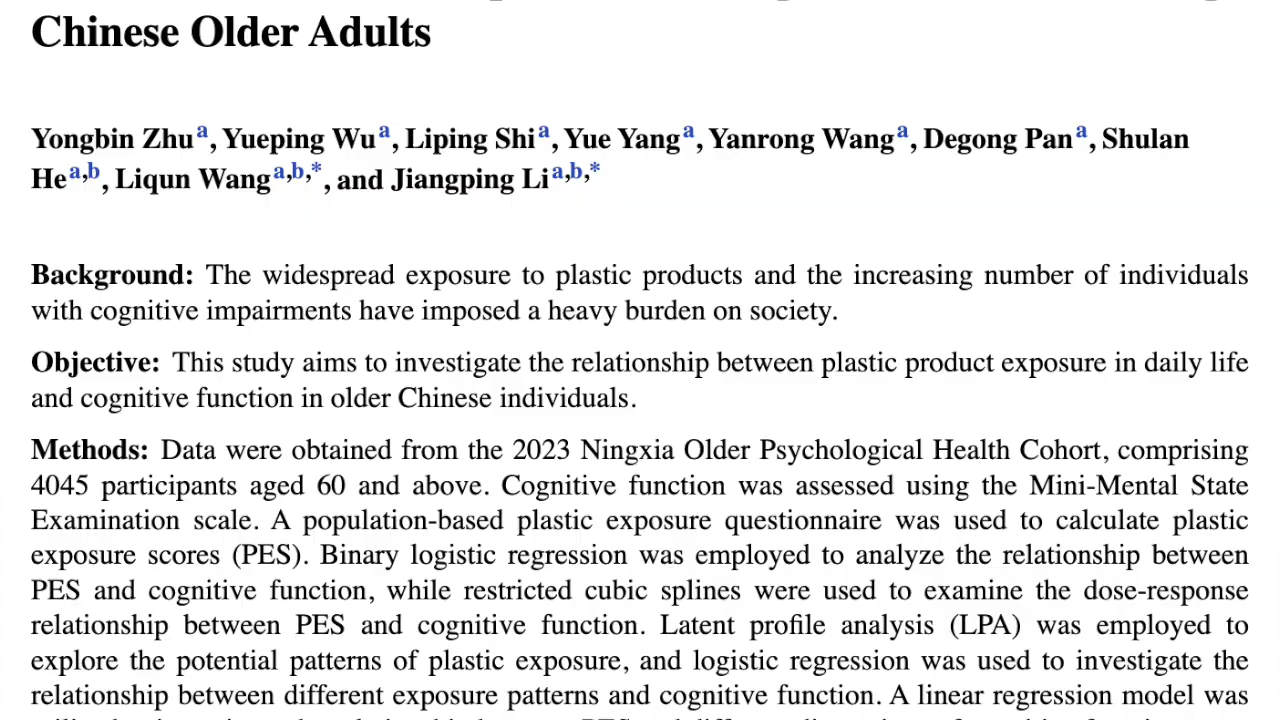 Chinese Older Adults
Yongbin Zhu a, Yueping Wu a, Liping Shi a, Yue Yang a, Yanrong Wang a, Degong Pan a, Shulan
He a,b, Liqun Wang a,b,*, and Jiangping Li a,b,*
Background: The widespread exposure to plastic products and the increasing number of individuals
with cognitive impairments have imposed a heavy burden on society.
Objective: This study aims to investigate the relationship between plastic product exposure in daily life
and cognitive function in older Chinese individuals.
Methods: Data were obtained from the 2023 Ningxia Older Psychological Health Cohort, comprising
4045 participants aged 60 and above. Cognitive function was assessed using the Mini-Mental State
Examination scale. A population-based plastic exposure questionnaire was used to calculate plastic
exposure scores (PES). Binary logistic regression was employed to analyze the relationship between
PES and cognitive function, while restricted cubic splines were used to examine the dose-response
relationship between PES and cognitive function. Latent profile analysis (LPA) was employed to
explore the potential patterns of plastic exposure, and logistic regression was used to investigate the
relationship between different exposure patterns and cognitive function. A linear regression model was